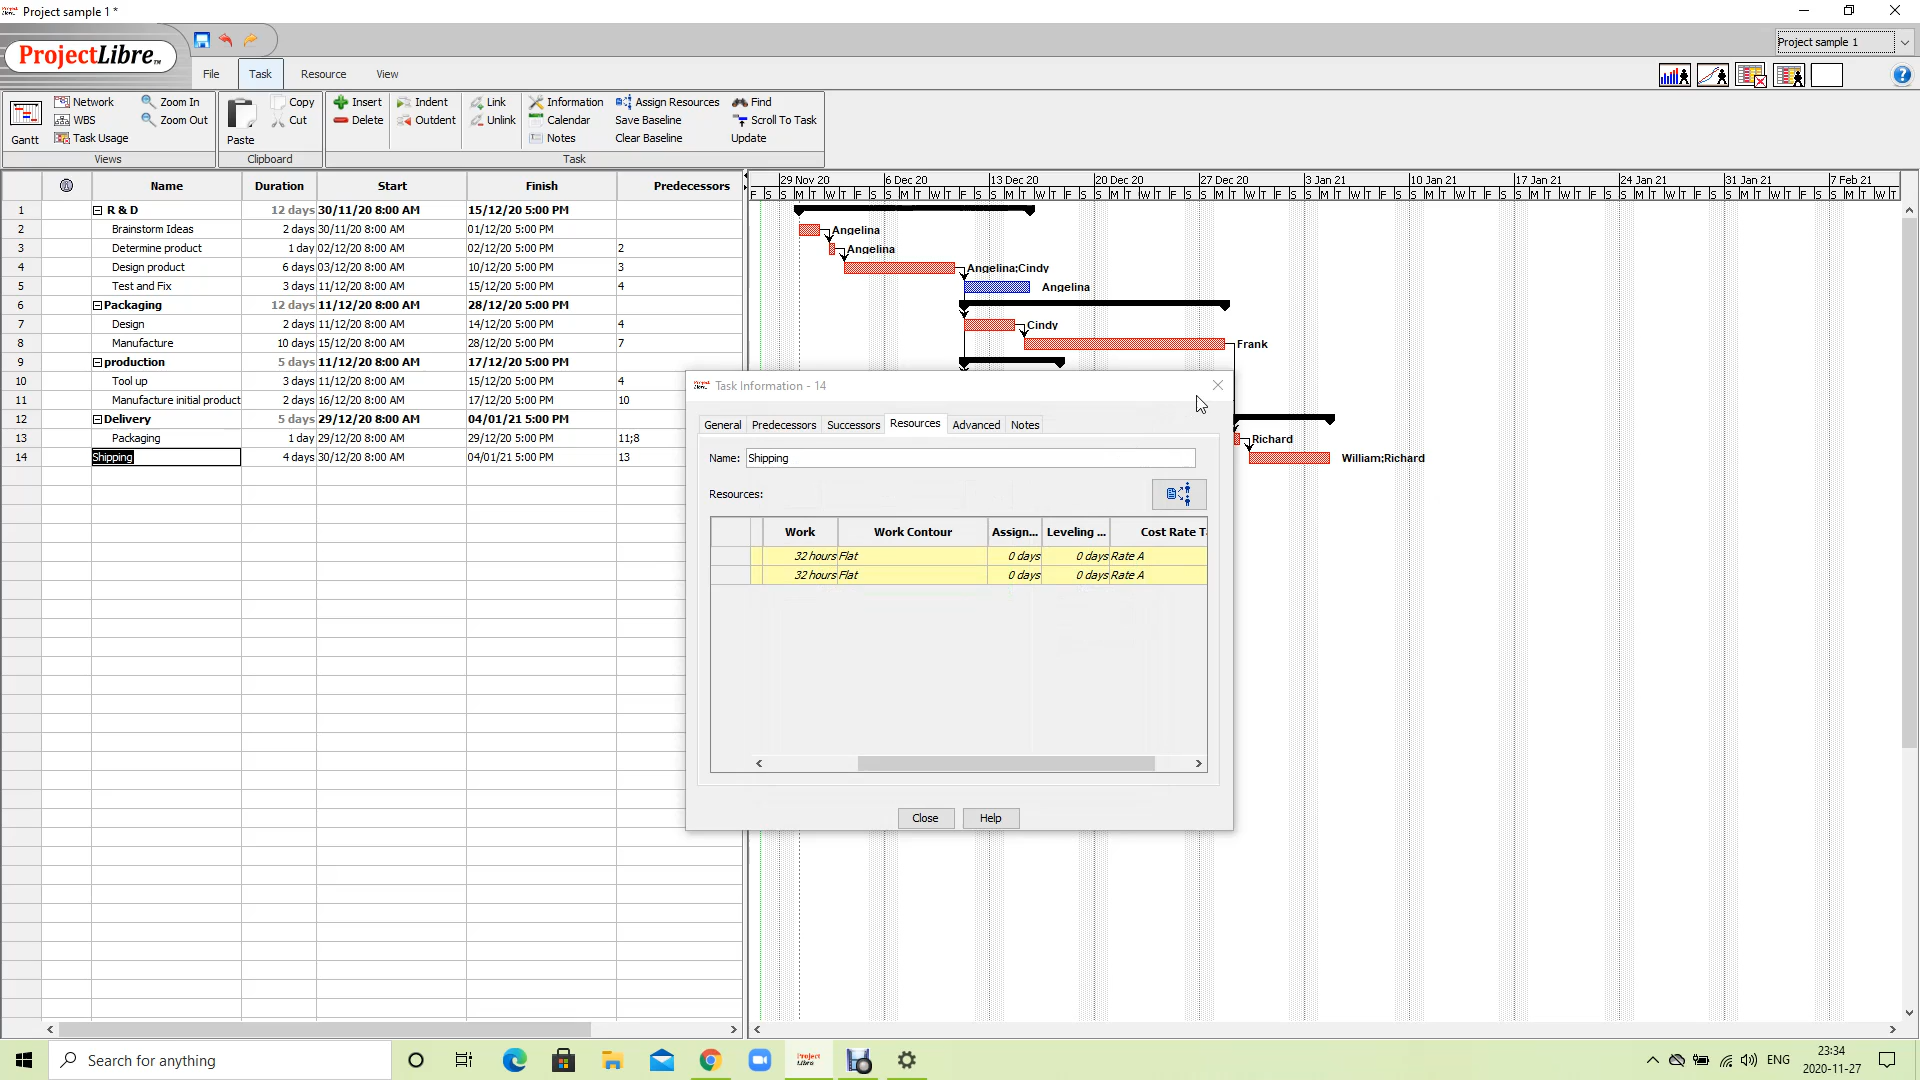 Project sample 1 *
ProjectLibre
Project sample 1
File Task Resource View
Network Zoom In Copy Insert Indent Link Information Assign Resources Find
WBS Zoom Out Cut Delete Outdent Unlink Calendar Save Baseline Scroll To Task
Gantt Task Usage Paste Notes Clear Baseline Update
Views Clipboard Task
Name Duration Start Finish Predecessors
29 Nov 20 6 Dec 20 13 Dec 20 20 Dec 20 27 Dec 20 3 Jan 21 10 Jan 21 17 Jan 21 24 Jan 21 31 Jan 21 7 Feb 21
F S S M T W T F S S M T W T F S S M T W T F S S M T W T F S S M T W T F S S M T W T F S S M T W T F S S M T W T F S S M T W T F S S M T W T F S S M T W T
1 R & D 12 days 30/11/20 8:00 AM 15/12/20 5:00 PM
2 Brainstorm Ideas 2 days 30/11/20 8:00 AM 01/12/20 5:00 PM Angelina
3 Determine product 1 day 02/12/20 8:00 AM 02/12/20 5:00 PM 2 Angelina
4 Design product 6 days 03/12/20 8:00 AM 10/12/20 5:00 PM 3 Angelina;Cindy
5 Test and Fix 3 days 11/12/20 8:00 AM 15/12/20 5:00 PM 4 Angelina
6 Packaging 12 days 11/12/20 8:00 AM 28/12/20 5:00 PM
7 Design 2 days 11/12/20 8:00 AM 14/12/20 5:00 PM 4 Cindy
8 Manufacture 10 days 15/12/20 8:00 AM 28/12/20 5:00 PM 7 Frank
9 production 5 days 11/12/20 8:00 AM 17/12/20 5:00 PM
10 Tool up 3 days 11/12/20 8:00 AM 15/12/20 5:00 PM 4
11 Manufacture initial product 2 days 16/12/20 8:00 AM 17/12/20 5:00 PM 10
12 Delivery 5 days 29/12/20 8:00 AM 04/01/21 5:00 PM
13 Packaging 1 day 29/12/20 8:00 AM 29/12/20 5:00 PM 11;8 Richard
14 Shipping 4 days 30/12/20 8:00 AM 04/01/21 5:00 PM 13 William;Richard
Task Information - 14
General Predecessors Successors Resources Advanced Notes
Name: Shipping
Resources:
Work Work Contour Assign... Leveling ... Cost Rate T
32 hours Flat 0 days 0 days Rate A
32 hours Flat 0 days 0 days Rate A
Close Help
Search for anything
ENG
23:34
2020-11-27